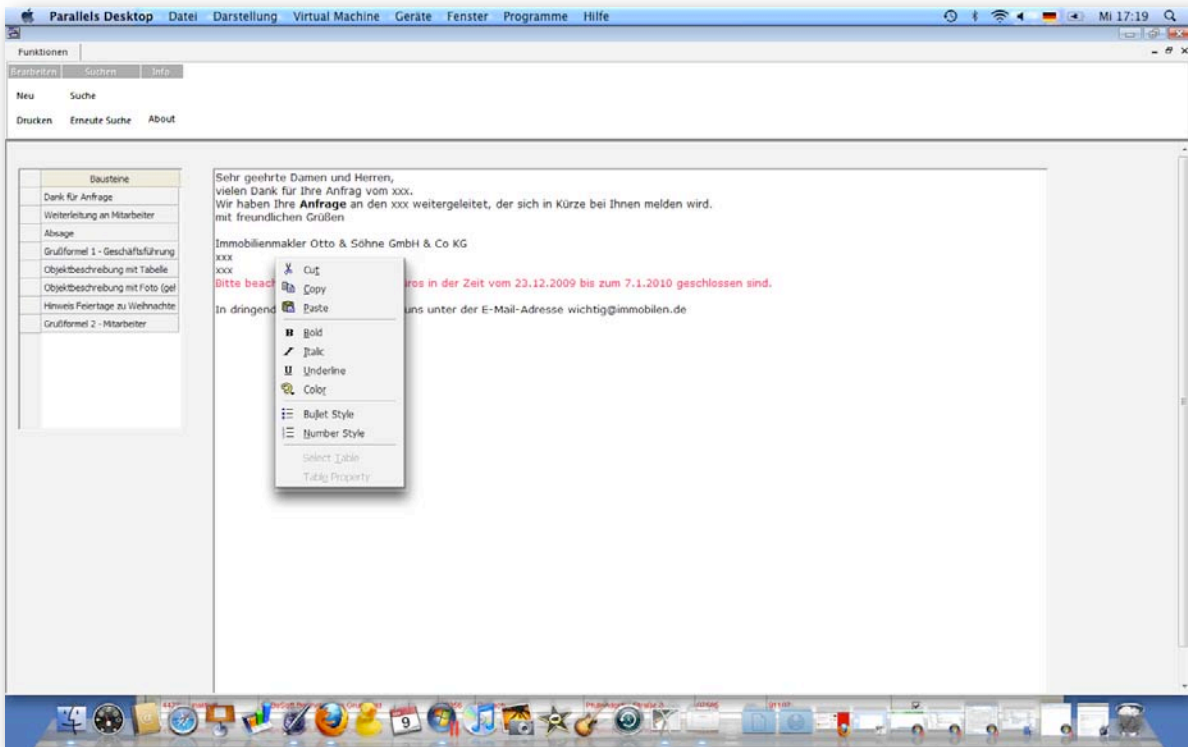 Parallels Desktop Datei Darstellung Virtual Machine Geräte Fenster Programme Hilfe Mi 17:19
Funktionen
Bearbeiten Suchen Info
Neu Suche
Drucken Erneute Suche About
Bausteine
Dank für Anfrage
Weiterleitung an Mitarbeiter
Absage
Grußformel 1 - Geschäftsführung
Objektbeschreibung mit Tabelle
Objektbeschreibung mit Foto (gel
Hinweis Feiertage zu Weihnachte
Grußformel 2 - Mitarbeiter
Sehr geehrte Damen und Herren,
vielen Dank für Ihre Anfrag vom xxx.
Wir haben Ihre Anfrage an den xxx weitergeleitet, der sich in Kürze bei Ihnen melden wird.
mit freundlichen Grüßen
Immobilienmakler Otto & Söhne GmbH & Co KG
xxx
xxx
Bitte beach ros in der Zeit vom 23.12.2009 bis zum 7.1.2010 geschlossen sind.
In dringend uns unter der E-Mail-Adresse wichtig@immobilen.de
Cut
Copy
Paste
Bold
Italic
Underline
Color
Bullet Style
Number Style
Select Table
Table Property
9